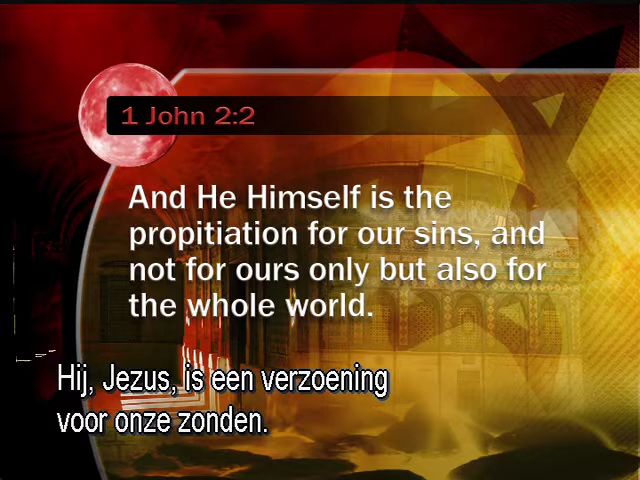 1 John 2:2
And He Himself is the
propitiation for our sins, and
not for ours only but also for
the whole world.
Hij, Jezus, is een verzoening
voor onze zonden.